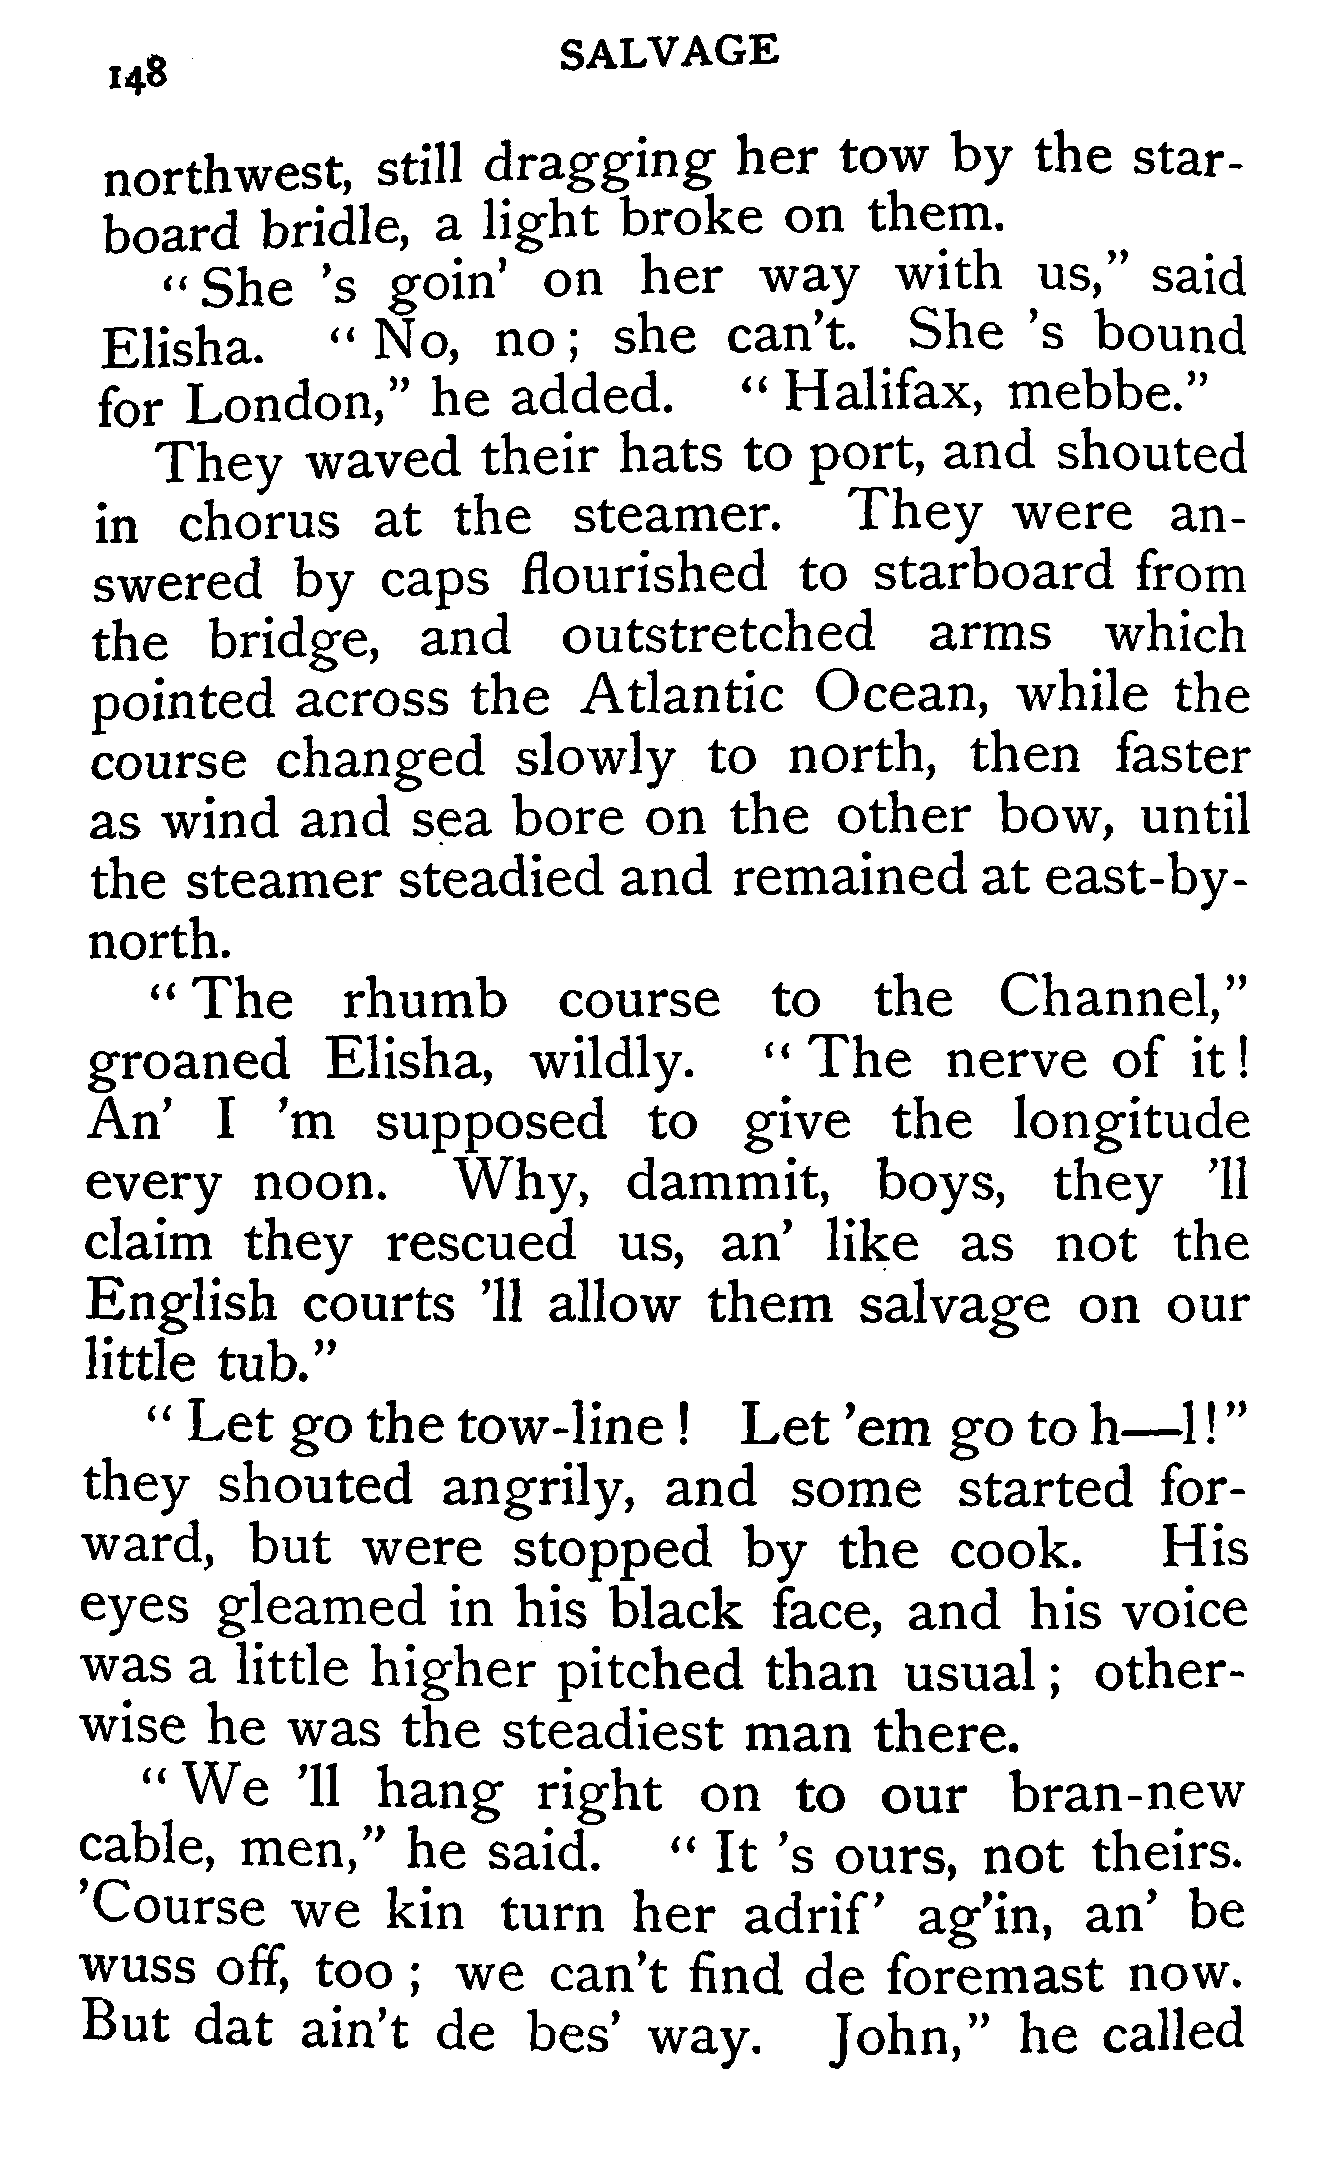 148
SALVAGE
northwest, still dragging her tow by the star-
board bridle, a light broke on them.
“ She ’s goin’ on her way with us,” said
Elisha. “ No, no ; she can’t. She ’s bound
for London,” he added. “ Halifax, mebbe.”
They waved their hats to port, and shouted
in chorus at the steamer. They were an-
swered by caps flourished to starboard from
the bridge, and outstretched arms which
pointed across the Atlantic Ocean, while the
course changed slowly to north, then faster
as wind and sea bore on the other bow, until
the steamer steadied and remained at east-by-
north.
“ The rhumb course to the Channel,”
groaned Elisha, wildly. “ The nerve of it !
An’ I ’m supposed to give the longitude
every noon. Why, dammit, boys, they ’ll
claim they rescued us, an’ like as not the
English courts ’ll allow them salvage on our
little tub.”
“ Let go the tow-line ! Let ’em go to h—l ! ”
they shouted angrily, and some started for-
ward, but were stopped by the cook. His
eyes gleamed in his black face, and his voice
was a little higher pitched than usual ; other-
wise he was the steadiest man there.
“ We ’ll hang right on to our bran-new
cable, men,” he said. “ It ’s ours, not theirs.
’Course we kin turn her adrif’ ag’in, an’ be
wuss off, too ; we can’t find de foremast now.
But dat ain’t de bes’ way. John,” he called